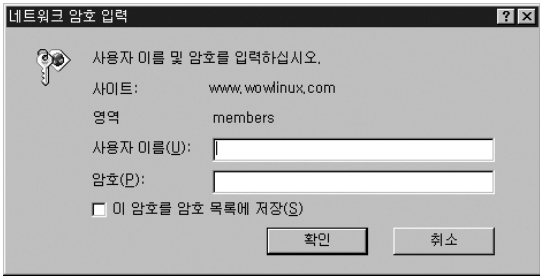 네트워크 암호 입력
사용자 이름 및 암호를 입력하십시오.
사이트: www.wowlinux.com
영역 members
사용자 이름(U):
암호(P):
이 암호를 암호 목록에 저장(S)
확인 취소